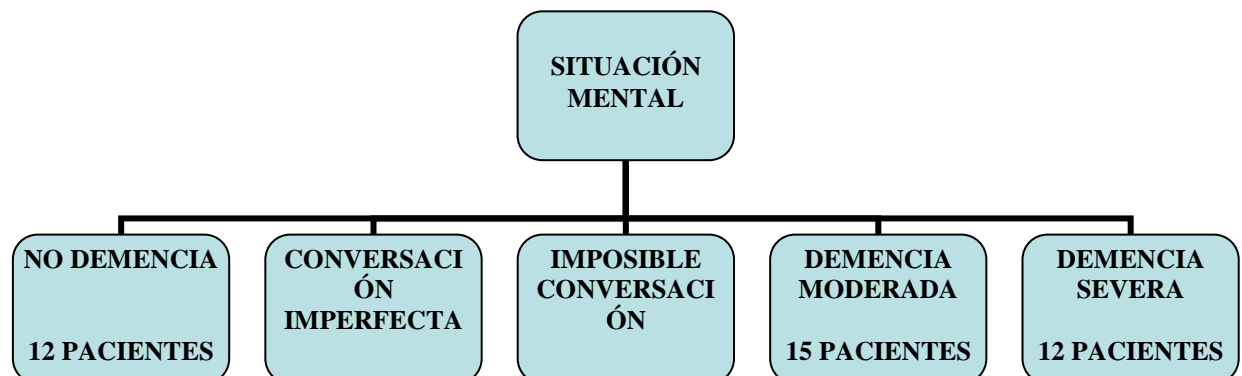 SITUACIÓN
MENTAL
NO DEMENCIA
12 PACIENTES
CONVERSACI
ÓN
IMPERFECTA
IMPOSIBLE
CONVERSACI
ÓN
DEMENCIA
MODERADA
15 PACIENTES
DEMENCIA
SEVERA
12 PACIENTES